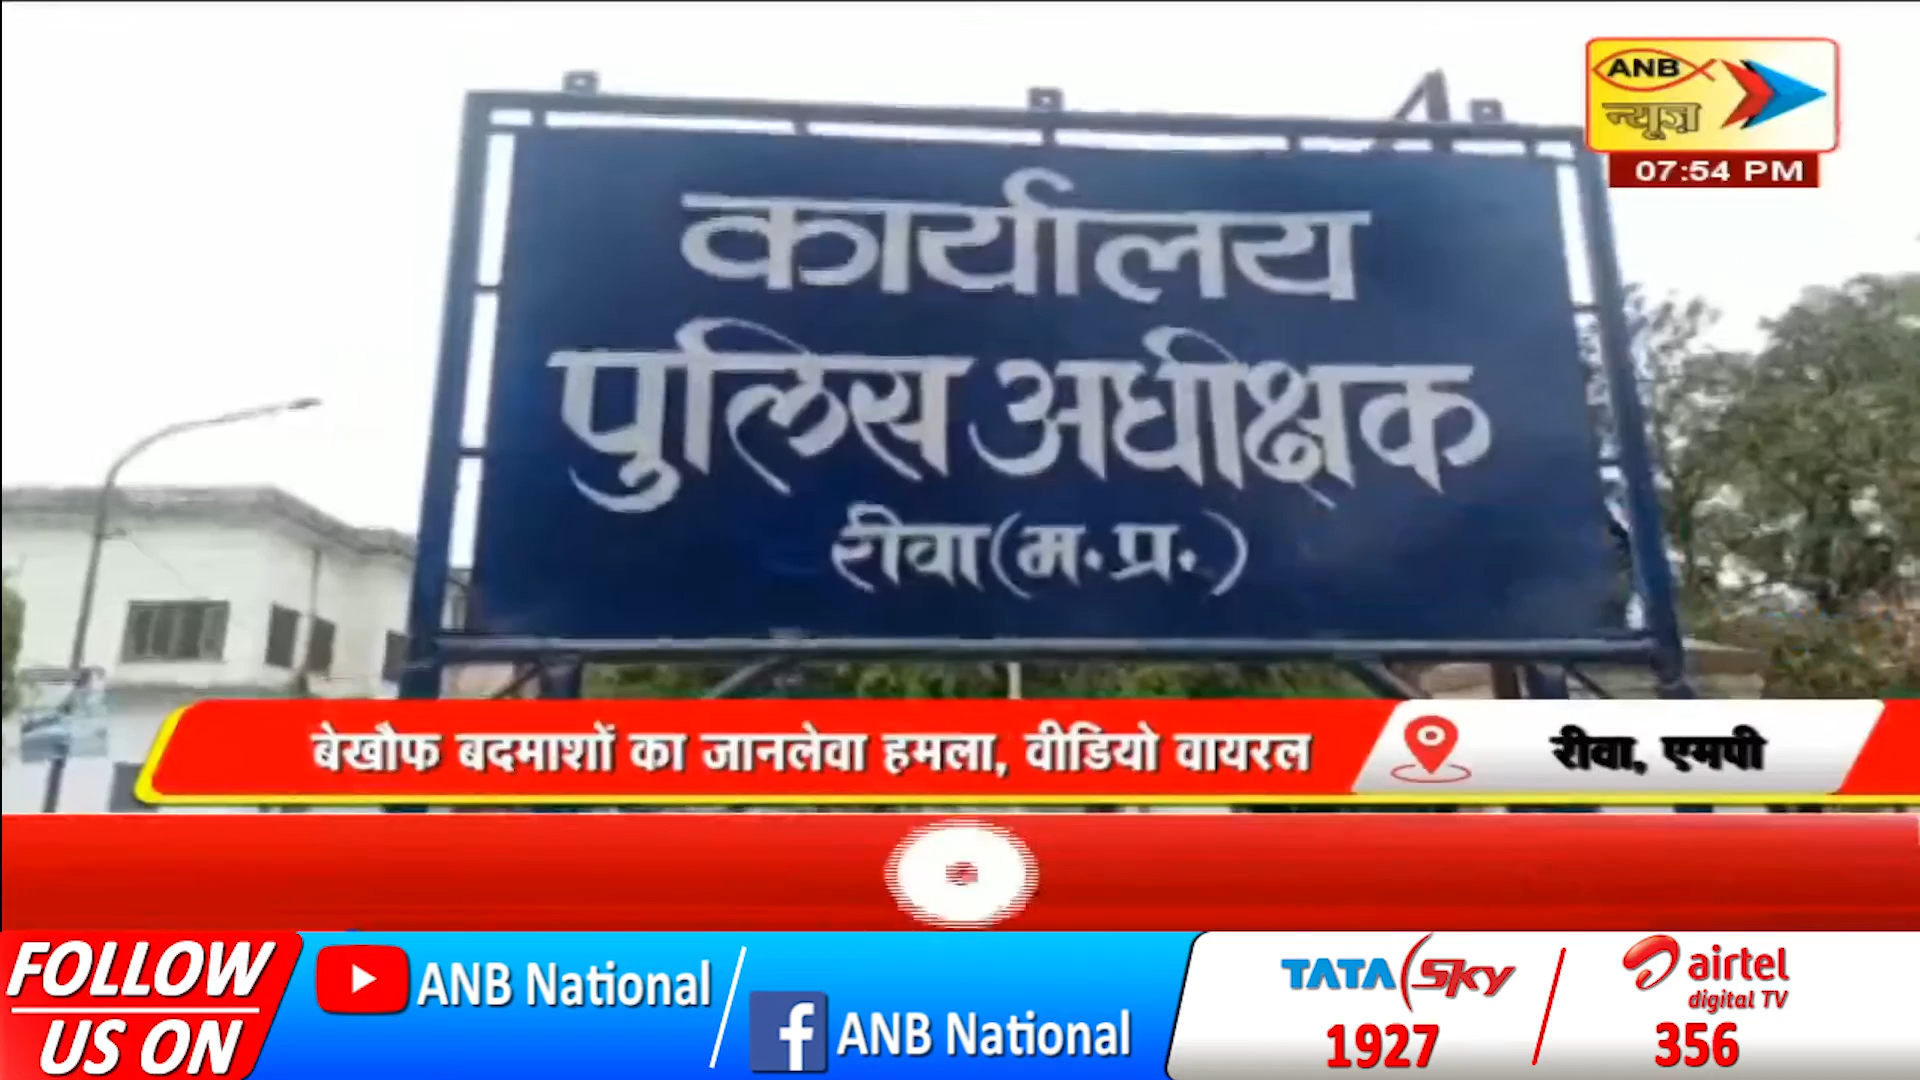 ANB
न्यूज़
07:54 PM
कार्यालय
पुलिस अधीक्षक
रीवा (म.प्र.)
बेखौफ बदमाशों का जानलेवा हमला, वीडियो वायरल
रीवा, एमपी
FOLLOW
US ON
ANB National
ANB National
TATA Sky
1927
airtel
digital TV
356